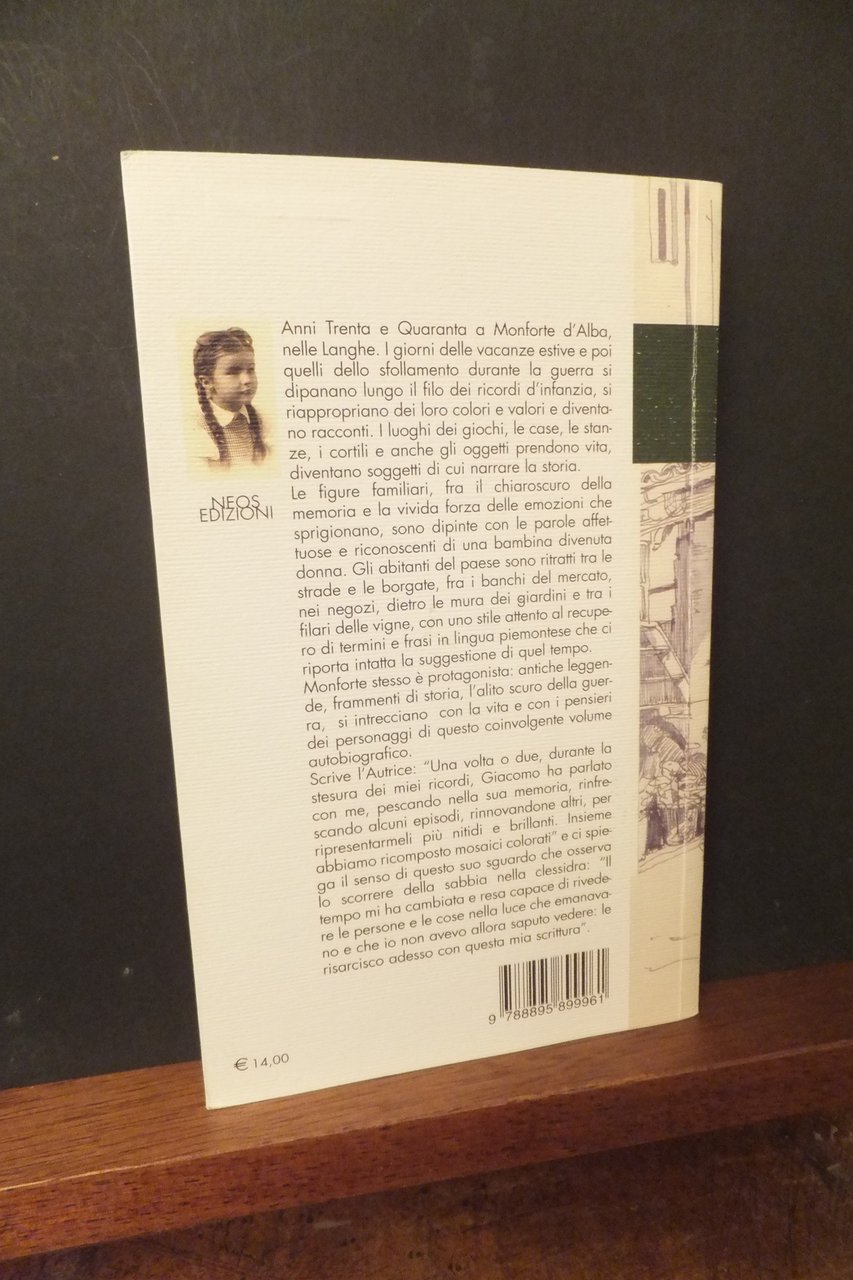 Anni Trenta e Quaranta a Monforte d'Alba,
nelle Langhe. I giorni delle vacanze estive e poi
quelli dello sfollamento durante la guerra si
dipanano lungo il filo dei ricordi d'infanzia, si
riappropriano dei loro colori e valori e diventa-
no racconti. I luoghi dei giochi, le case, le stan-
ze, i cortili e anche gli oggetti prendono vita,
diventano soggetti di cui narrare la storia.
Le figure familiari, fra il chiaroscuro della
memoria e la vivida forza delle emozioni che
sprigionano, sono dipinte con le parole affet-
tuose e riconoscenti di una bambina divenuta
donna. Gli abitanti del paese sono ritratti tra le
strade e le borgate, fra i banchi del mercato,
nei negozi, dietro le mura dei giardini e tra i
filari delle vigne, con uno stile attento al recupe-
ro di termini e frasi in lingua piemontese che ci
riporta intatta la suggestione di quel tempo.
Monforte stesso è protagonista: antiche leggen-
de, frammenti di storia, l'alito scuro della guer-
ra, si intrecciano con la vita e con i pensieri
dei personaggi di questo coinvolgente volume
autobiografico.
Scrive l'Autrice: "Una volta o due, durante la
stesura dei miei ricordi, Giacomo ha parlato
con me, pescando nella sua memoria, rinfre-
scando alcuni episodi, rinnovandone altri, per
ripresentarmeli più nitidi e brillanti. Insieme
abbiamo ricomposto mosaici colorati" e ci spie-
ga il senso di questo suo sguardo che osserva
lo scorrere della sabbia nella clessidra: "Il
tempo mi ha cambiata e resa capace di rivede-
re le persone e le cose nella luce che emanava-
no e che io non avevo allora saputo vedere: le
risarcisco adesso con questa mia scrittura".
NEOS
EDIZIONI
9 788895 899961
€ 14,00